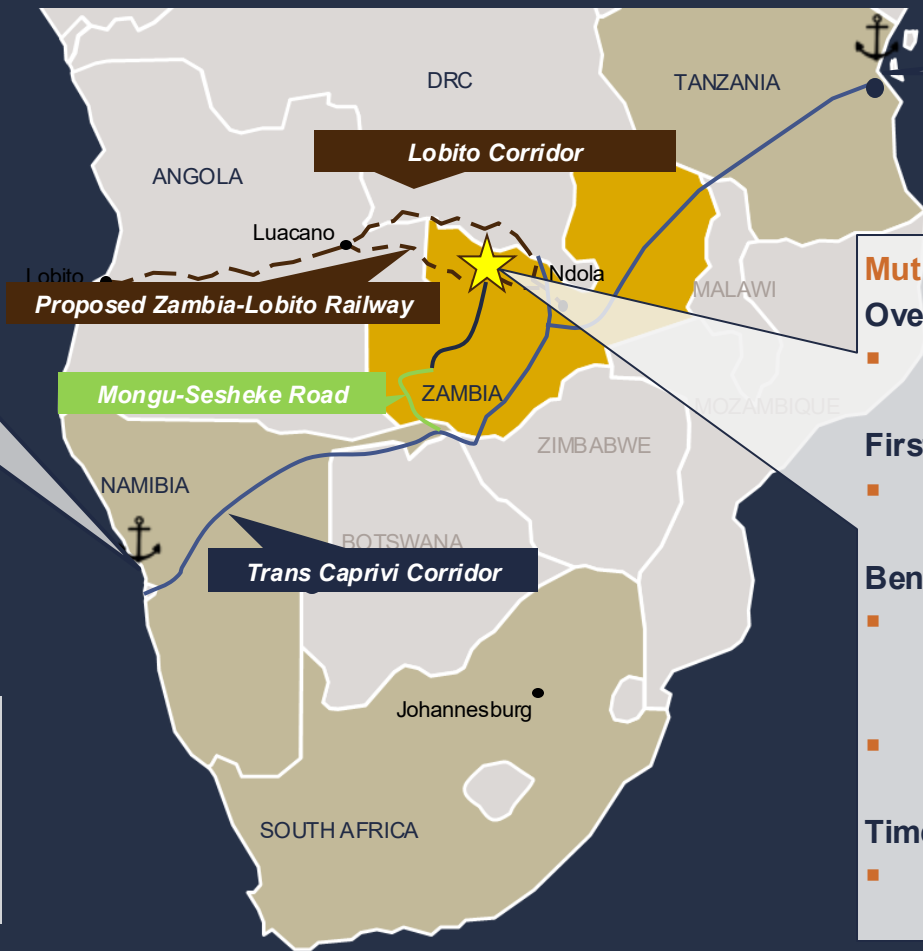 DRC
TANZANIA
Lobito Corridor
ANGOLA
Luacano
Lobito
Ndola
Proposed Zambia-Lobito Railway
MALAWI
Mut
Ove
Mongu-Sesheke Road
ZAMBIA
MOZAMBIQUE
ZIMBABWE
Firs
NAMIBIA
BOTSWANA
Trans Caprivi Corridor
Ben
Johannesburg
SOUTH AFRICA
Time